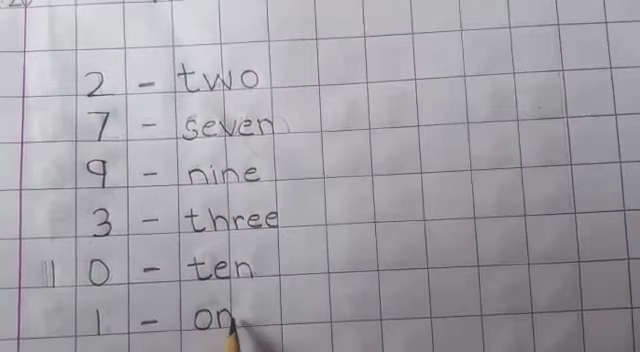 2 - two
7 - seven
9 - nine
3 - three
10 - ten
1 - on